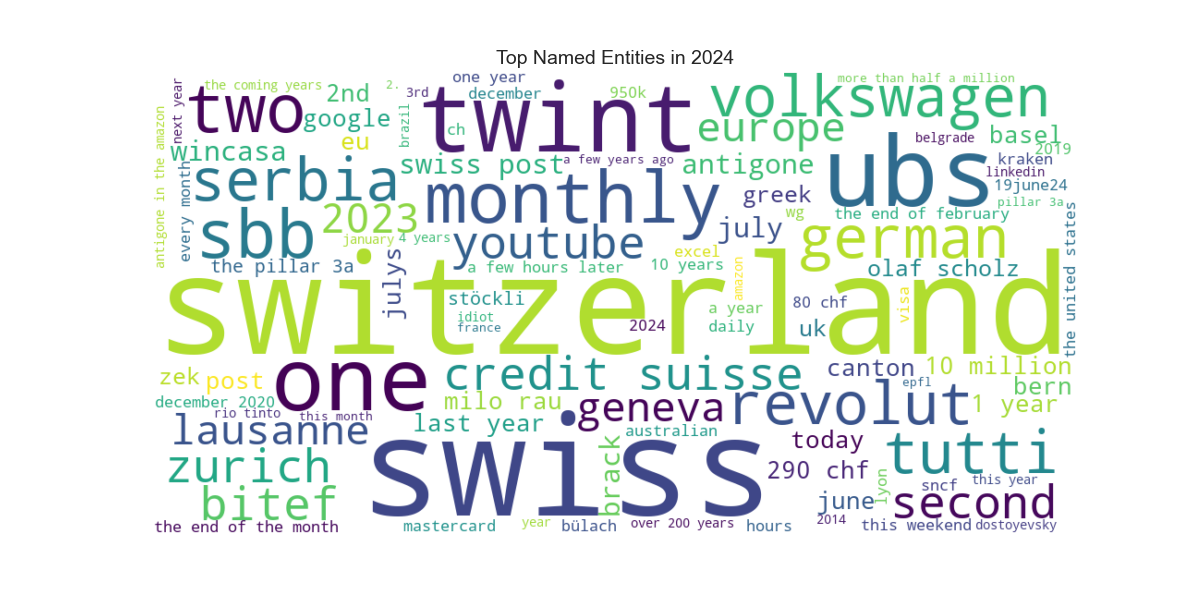 Top Named Entities in 2024
the coming years
one year
more than half a million
2.
next year
two
2nd
3rd
december
twint
950k
volkswagen
google
brazil
ch
europe
belgrade
basel
2019
antigone in the amazon
wincasa
eu
swiss post
a few years ago
antigone
ubs
kraken
linkedin
every month
serbia
monthly
greek
19june24
pillar 3a
sbb
2023
wg
the end of february
the united states
january
4 years
youtube
july
german
the pillar 3a
julys
a few hours later
excel
10 years
amazon
olaf scholz
switzerland
stöckli
idiot
france
2024
a year
daily
80 chf
uk
visa
zek
post
one
credit suisse
canton
10 million
epfl
bern
december 2020
rio tinto
this month
milo rau
geneva
revolut
1 year
lausanne
last year
australian
today
tutti
zurich
swiss
brack
290 chf
lyon
sncf
this year
bitef
june
second
the end of the month
mastercard
year
bülach
over 200 years
hours
2014
this weekend
dostoyevsky